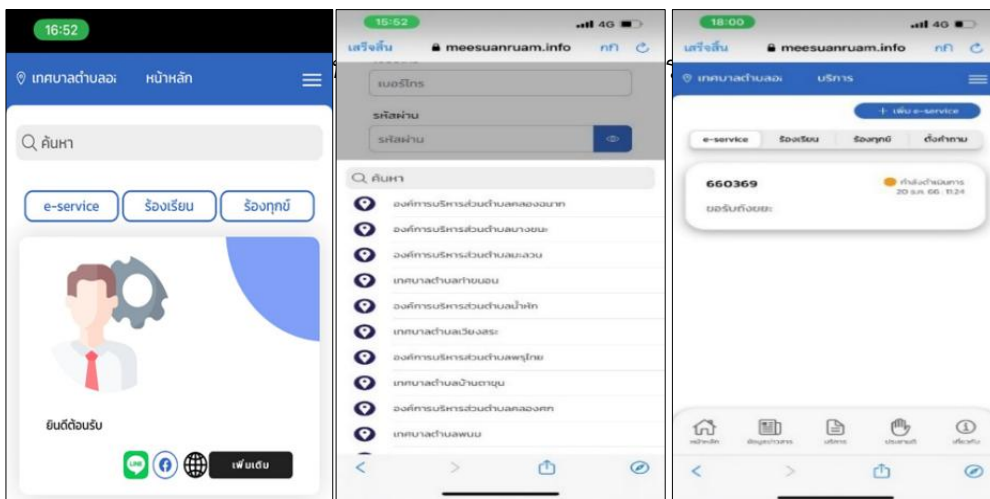 16:52
เทศบาลตำบลอเ หน้าหลัก
ค้นหา
e-service ร้องเรียน ร้องทุกข์
ยินดีต้อนรับ
LINE
เพิ่มเติม
15:52 4G
เสร็จสิ้น meesuanruam.info กก
เบอร์โทร
รหัสผ่าน
รหัสผ่าน
ค้นหา
องค์การบริหารส่วนตำบลคลองฉนาก
องค์การบริหารส่วนตำบลบางขนะ
องค์การบริหารส่วนตำบลมะลวน
เทศบาลตำบลท่าขนอน
องค์การบริหารส่วนตำบลน้ำหัก
เทศบาลตำบลเวียงสระ
องค์การบริหารส่วนตำบลพรุไทย
เทศบาลตำบลบ้านตาขุน
องค์การบริหารส่วนตำบลคลองศก
เทศบาลตำบลพนม
18:00 4G
เสร็จสิ้น meesuanruam.info กก
เทศบาลตำบลอเ บริการ
+ เพิ่ม e-service
e-service ร้องเรียน ร้องทุกข์ ตั้งคำถาม
660369 กำลังดำเนินการ
20 ธ.ค. 66 : 11:24
ขอรับถังขยะ
หน้าหลัก ข้อมูลข่าวสาร บริการ ประชามติ เกี่ยวกับ